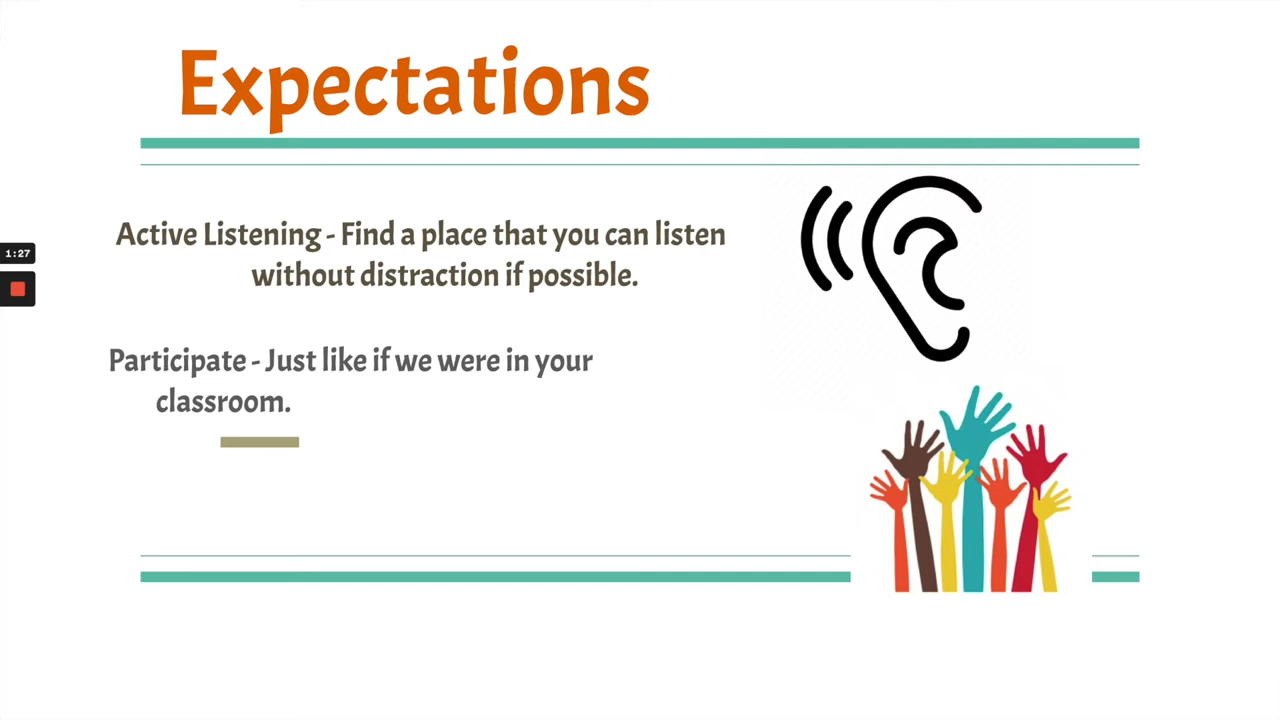 Expectations
Active Listening - Find a place that you can listen
without distraction if possible.
1:27
Participate - Just like if we were in your
classroom.